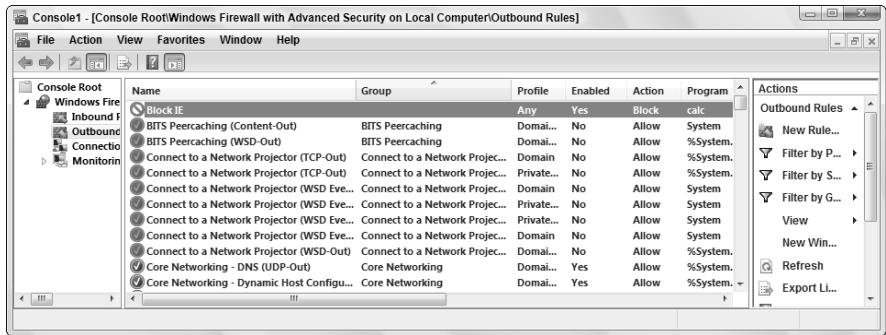 Console1 - [Console Root\Windows Firewall with Advanced Security on Local Computer\Outbound Rules]
File Action View Favorites Window Help
Console Root
Windows Fire
Inbound F
Outbound
Connectio
Monitorin
Name Group Profile Enabled Action Program
Block IE Any Yes Block calc
BITS Peercaching (Content-Out) BITS Peercaching Domai... No Allow System
BITS Peercaching (WSD-Out) BITS Peercaching Domai... No Allow %System.
Connect to a Network Projector (TCP-Out) Connect to a Network Projec... Domai... No Allow %System.
Connect to a Network Projector (TCP-Out) Connect to a Network Projec... Private... No Allow %System.
Connect to a Network Projector (WSD Eve... Connect to a Network Projec... Domain No Allow System
Connect to a Network Projector (WSD Eve... Connect to a Network Projec... Private... No Allow System
Connect to a Network Projector (WSD Eve... Connect to a Network Projec... Private... No Allow System
Connect to a Network Projector (WSD Eve... Connect to a Network Projec... Domain No Allow System
Connect to a Network Projector (WSD-Out) Connect to a Network Projec... Domai... No Allow %System.
Core Networking - DNS (UDP-Out) Core Networking Domai... Yes Allow %System.
Core Networking - Dynamic Host Configu... Core Networking Domai... Yes Allow %System.
Actions
Outbound Rules
New Rule...
Filter by P...
Filter by S...
Filter by G...
View
New Win...
Refresh
Export Li...